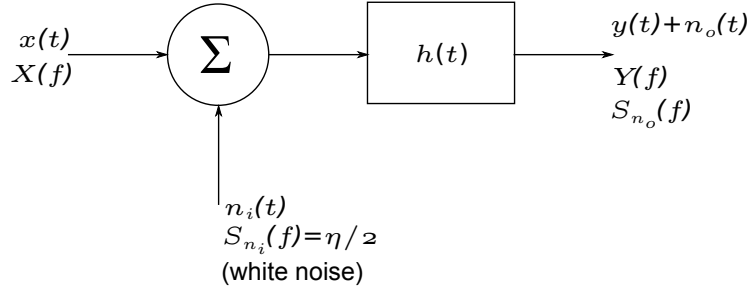 x(t)
X(f)
Σ
h(t)
y(t)+n_o(t)
Y(f)
S_{n_o}(f)
n_i(t)
S_{n_i}(f)=η/2
(white noise)